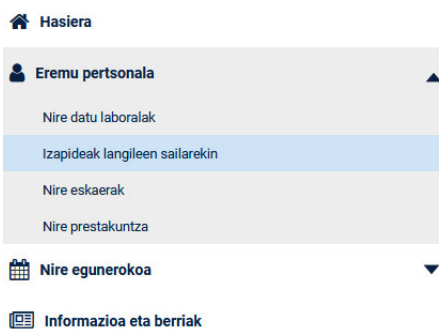 Hasiera
Eremu pertsonala
Nire datu laboralak
Izapideak langileen sailarekin
Nire eskaerak
Nire prestakuntza
Nire egunerokoa
Informazioa eta berriak